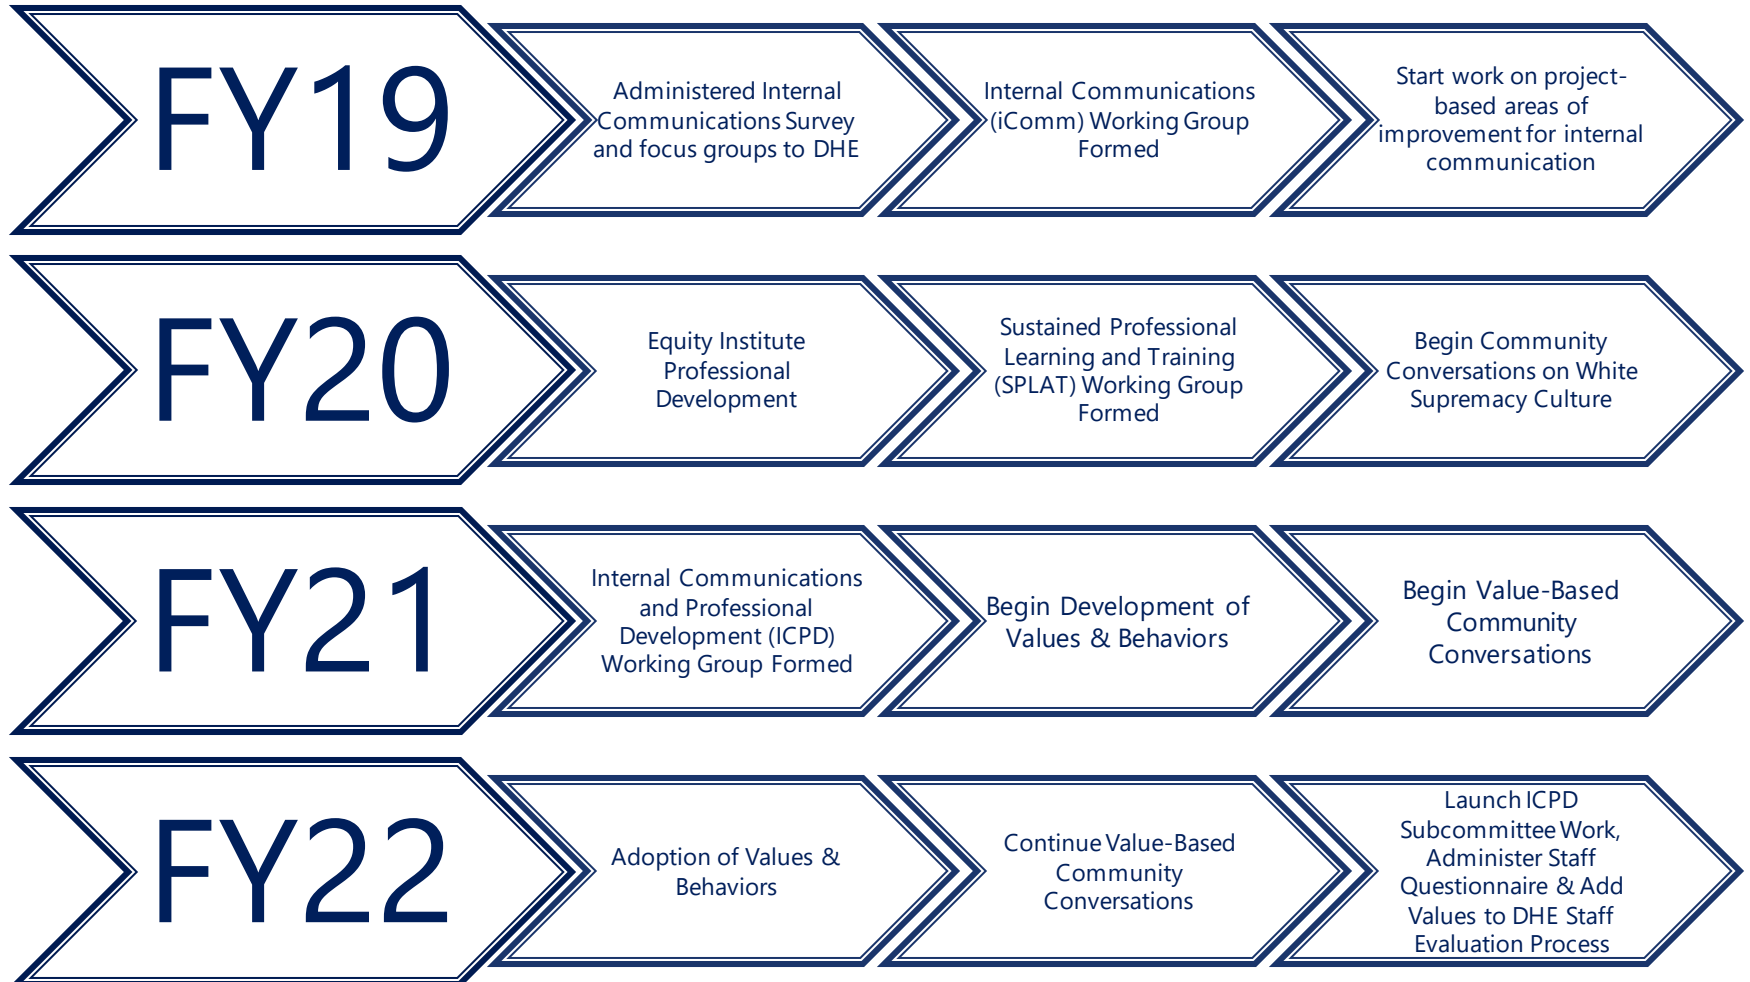 FY19
Administered Internal
Communications Survey
and focus groups to DHE
Internal Communications
(iComm) Working Group
Formed
Start work on project-
based areas of
improvement for internal
communication
FY20
Equity Institute
Professional
Development
Sustained Professional
Learning and Training
(SPLAT) Working Group
Formed
Begin Community
Conversations on White
Supremacy Culture
FY21
Internal Communications
and Professional
Development (ICPD)
Working Group Formed
Begin Development of
Values & Behaviors
Begin Value-Based
Community
Conversations
FY22
Adoption of Values &
Behaviors
Continue Value-Based
Community
Conversations
Launch ICPD
Subcommittee Work,
Administer Staff
Questionnaire & Add
Values to DHE Staff
Evaluation Process